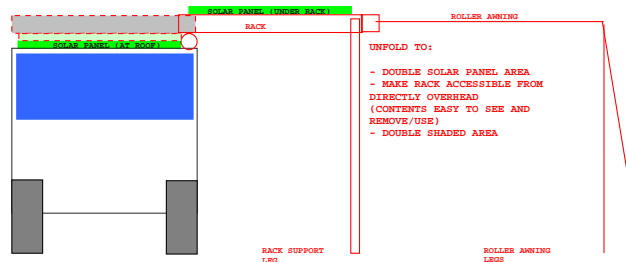 SOLAR PANEL (UNDER RACK)
ROLLER AWNING
RACK
SOLAR PANEL (AT ROOF)
UNFOLD TO:
- DOUBLE SOLAR PANEL AREA
- MAKE RACK ACCESSIBLE FROM
DIRECTLY OVERHEAD
(CONTENTS EASY TO SEE AND
REMOVE/USE)
- DOUBLE SHADED AREA
RACK SUPPORT
LEG
ROLLER AWNING
LEGS